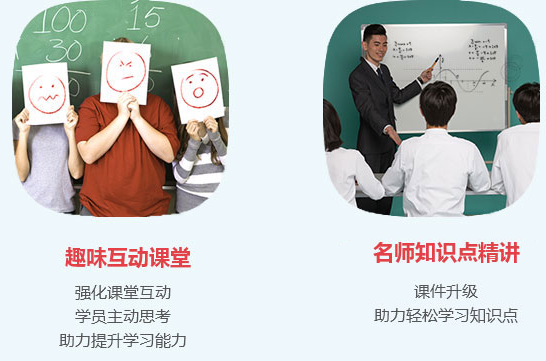 100 15
30
趣味互动课堂
强化课堂互动
学员主动思考
助力提升学习能力
名师知识点精讲
课件升级
助力轻松学习知识点